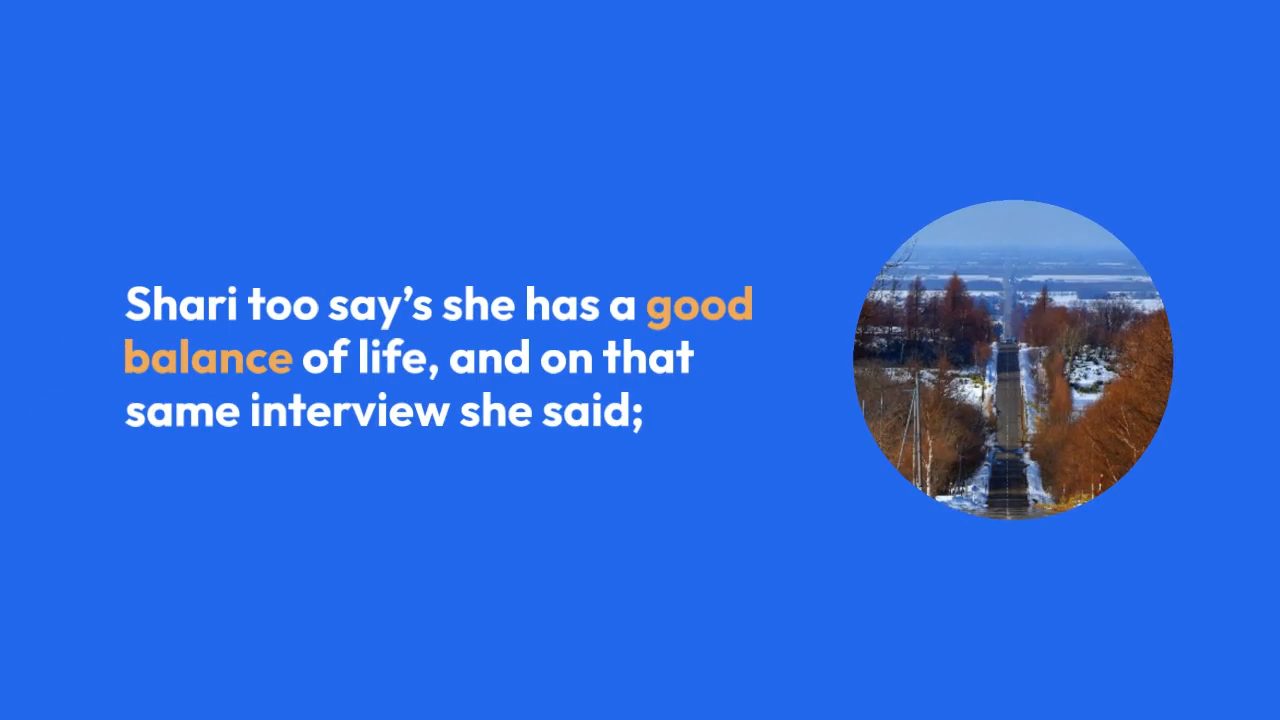 Shari too say’s she has a good
balance of life, and on that
same interview she said;